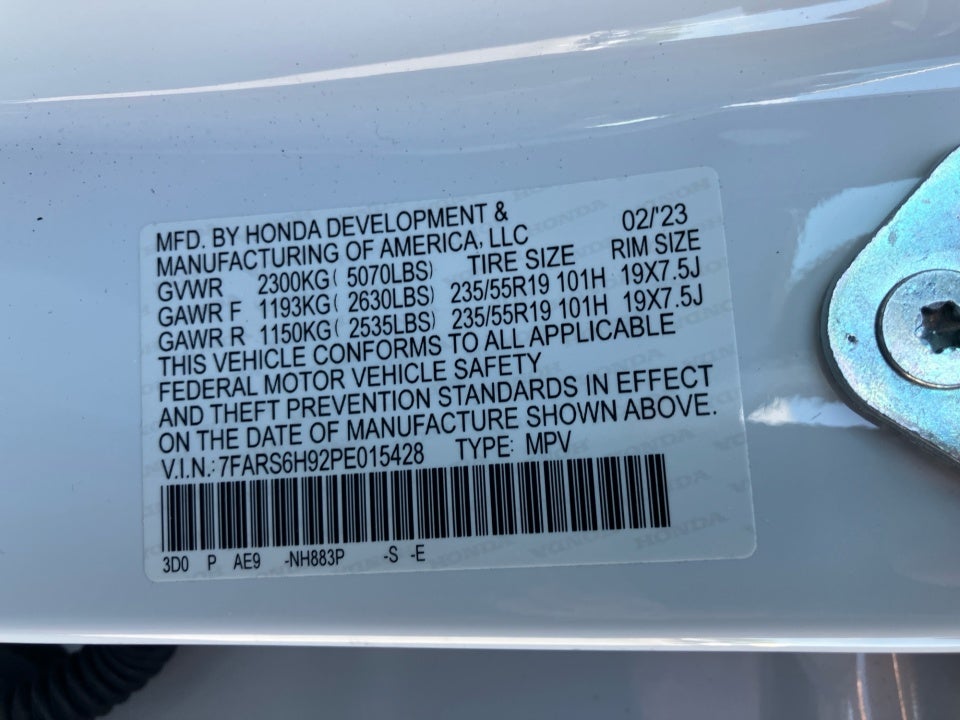 MFD. BY HONDA DEVELOPMENT &
MANUFACTURING OF AMERICA, LLC 02/'23
GVWR 2300KG( 5070LBS) TIRE SIZE RIM SIZE
GAWR F 1193KG( 2630LBS) 235/55R19 101H 19X7.5J
GAWR R 1150KG( 2535LBS) 235/55R19 101H 19X7.5J
THIS VEHICLE CONFORMS TO ALL APPLICABLE
FEDERAL MOTOR VEHICLE SAFETY
AND THEFT PREVENTION STANDARDS IN EFFECT
ON THE DATE OF MANUFACTURE SHOWN ABOVE.
V.I.N.:7FARS6H92PE015428 TYPE: MPV
3D0 P AE9 -NH883P -S -E